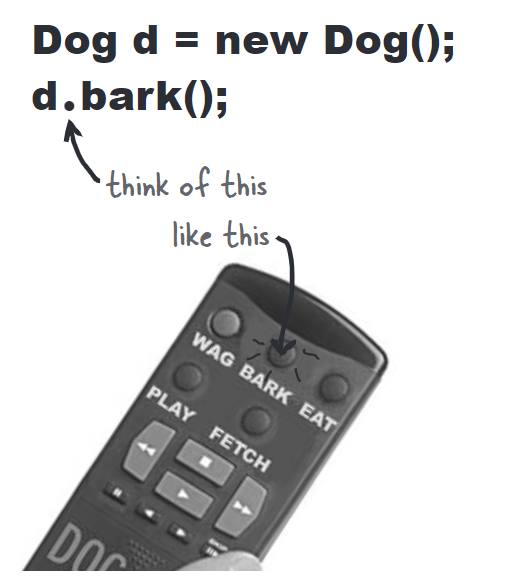 Dog d = new Dog();
d.bark();
think of this
like this
WAG
BARK
EAT
PLAY
FETCH
DOG